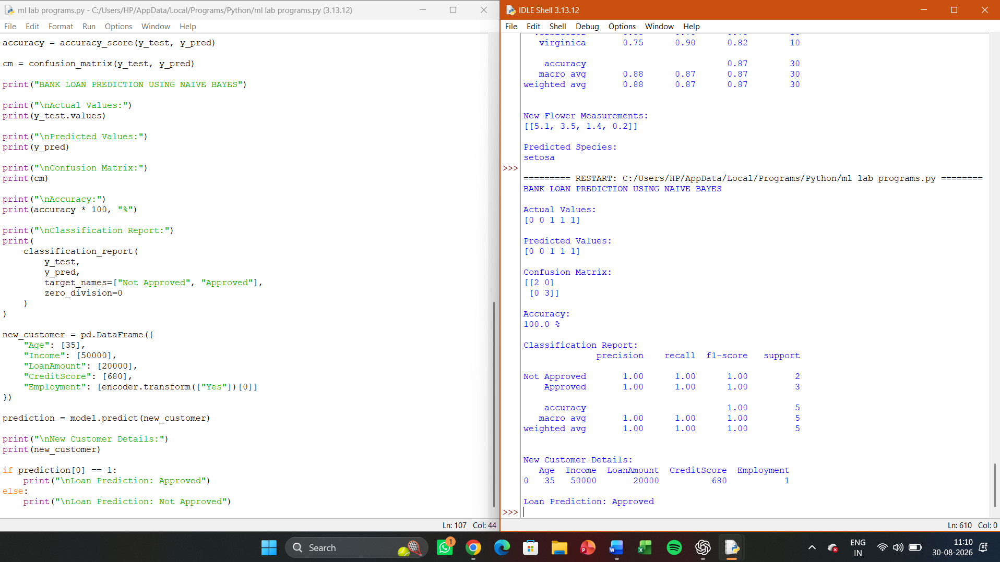 ml lab programs.py - C:/Users/HP/AppData/Local/Programs/Python/ml lab programs.py (3.13.12)
File Edit Format Run Options Window Help
accuracy = accuracy_score(y_test, y_pred)
cm = confusion_matrix(y_test, y_pred)
print("BANK LOAN PREDICTION USING NAIVE BAYES")
print("\nActual Values:")
print(y_test.values)
print("\nPredicted Values:")
print(y_pred)
print("\nConfusion Matrix:")
print(cm)
print("\nAccuracy:")
print(accuracy * 100, "%")
print("\nClassification Report:")
print(
    classification_report(
        y_test,
        y_pred,
        target_names=["Not Approved", "Approved"],
        zero_division=0
    )
)
new_customer = pd.DataFrame({
    "Age": [35],
    "Income": [50000],
    "LoanAmount": [20000],
    "CreditScore": [680],
    "Employment": [encoder.transform(["Yes"])[0]]
})
prediction = model.predict(new_customer)
print("\nNew Customer Details:")
print(new_customer)
if prediction[0] == 1:
    print("\nLoan Prediction: Approved")
else:
    print("\nLoan Prediction: Not Approved")
Ln: 107 Col: 44
IDLE Shell 3.13.12
File Edit Shell Debug Options Window Help
virginica 0.75 0.90 0.82 10
accuracy 0.87 30
macro avg 0.88 0.87 0.87 30
weighted avg 0.88 0.87 0.87 30
New Flower Measurements:
[[5.1, 3.5, 1.4, 0.2]]
Predicted Species:
setosa
>>>
========= RESTART: C:/Users/HP/AppData/Local/Programs/Python/ml lab programs.py ========
BANK LOAN PREDICTION USING NAIVE BAYES
Actual Values:
[0 0 1 1 1]
Predicted Values:
[0 0 1 1 1]
Confusion Matrix:
[[2 0]
 [0 3]]
Accuracy:
100.0 %
Classification Report:
precision recall f1-score support
Not Approved 1.00 1.00 1.00 2
Approved 1.00 1.00 1.00 3
accuracy 1.00 5
macro avg 1.00 1.00 1.00 5
weighted avg 1.00 1.00 1.00 5
New Customer Details:
Age Income LoanAmount CreditScore Employment
0 35 50000 20000 680 1
Loan Prediction: Approved
>>>
Ln: 610 Col: 0
Search
1
ENG
IN
11:10
30-08-2026